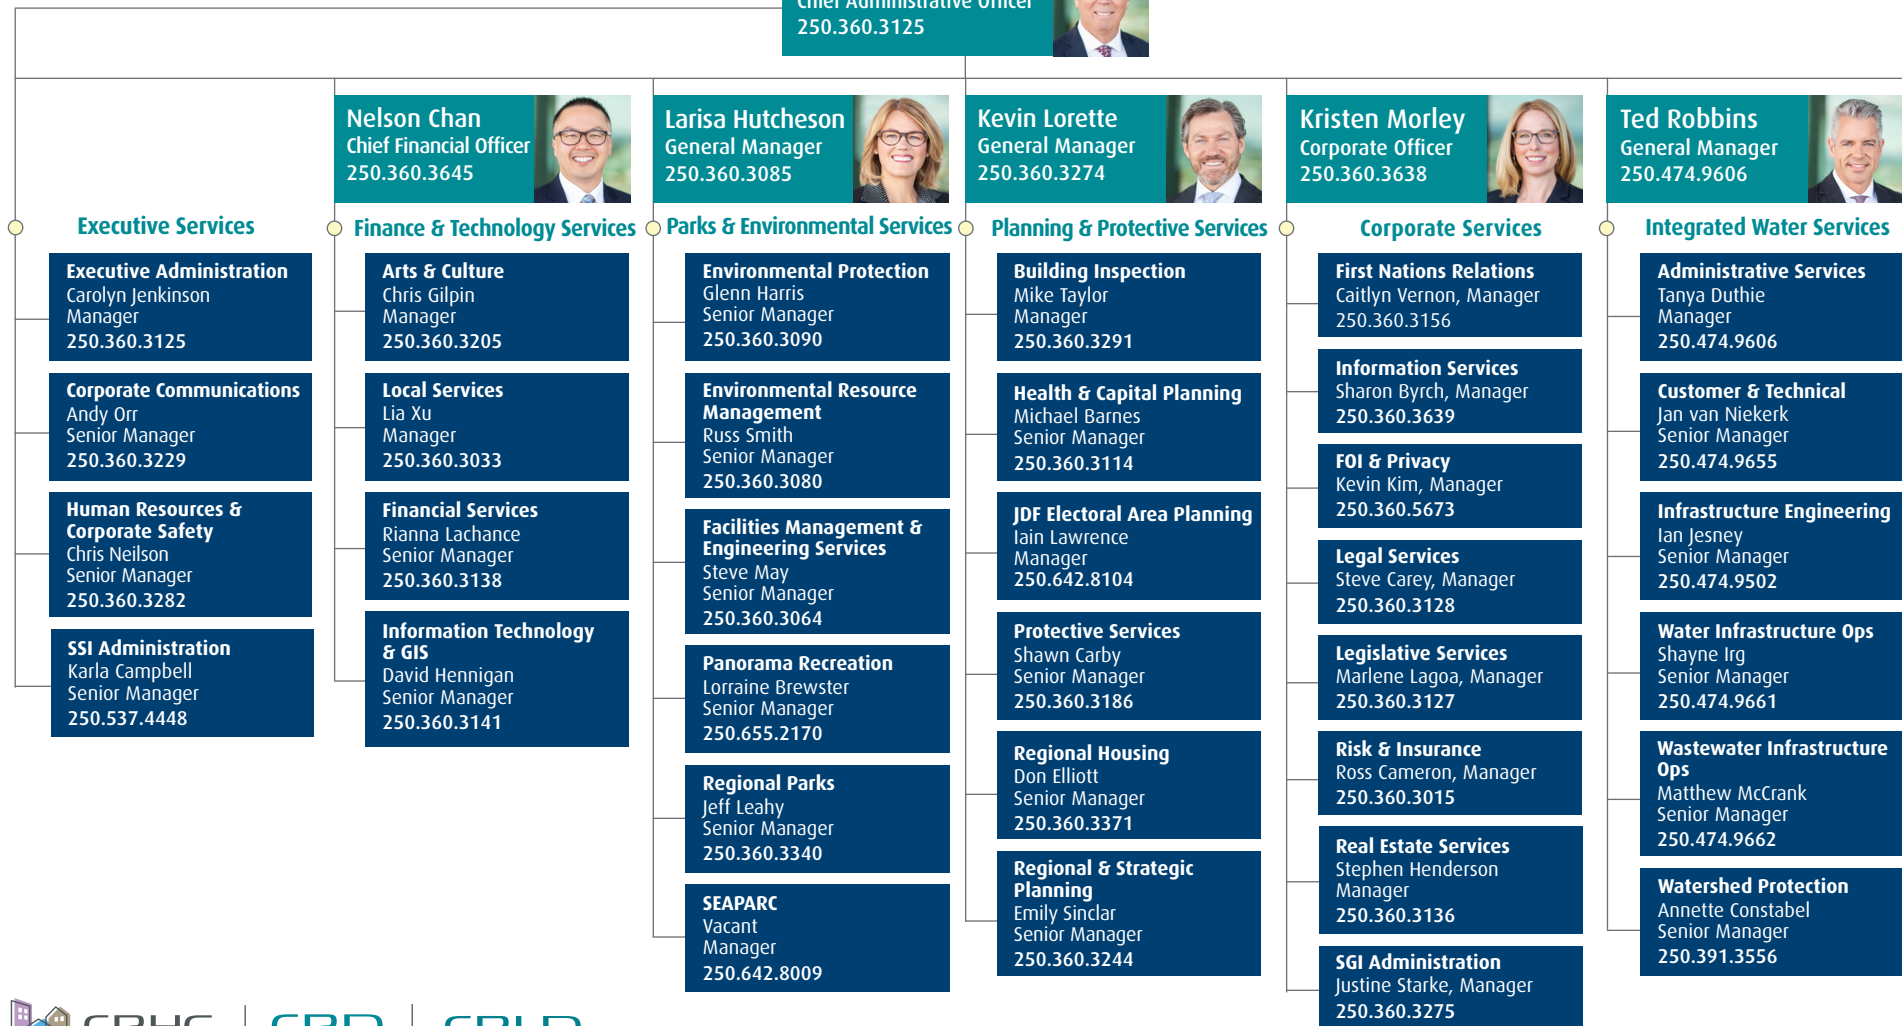 Chief Administrative Officer
250.360.3125
Nelson Chan
Chief Financial Officer
250.360.3645
Larisa Hutcheson
General Manager
250.360.3085
Kevin Lorette
General Manager
250.360.3274
Kristen Morley
Corporate Officer
250.360.3638
Ted Robbins
General Manager
250.474.9606
Executive Services
Executive Administration
Carolyn Jenkinson
Manager
250.360.3125
Corporate Communications
Andy Orr
Senior Manager
250.360.3229
Human Resources &
Corporate Safety
Chris Neilson
Senior Manager
250.360.3282
SSI Administration
Karla Campbell
Senior Manager
250.537.4448
Finance & Technology Services
Arts & Culture
Chris Gilpin
Manager
250.360.3205
Local Services
Lia Xu
Manager
250.360.3033
Financial Services
Rianna Lachance
Senior Manager
250.360.3138
Information Technology
& GIS
David Hennigan
Senior Manager
250.360.3141
Parks & Environmental Services
Environmental Protection
Glenn Harris
Senior Manager
250.360.3090
Environmental Resource
Management
Russ Smith
Senior Manager
250.360.3080
Facilities Management &
Engineering Services
Steve May
Senior Manager
250.360.3064
Panorama Recreation
Lorraine Brewster
Senior Manager
250.655.2170
Regional Parks
Jeff Leahy
Senior Manager
250.360.3340
SEAPARC
Vacant
Manager
250.642.8009
Planning & Protective Services
Building Inspection
Mike Taylor
Manager
250.360.3291
Health & Capital Planning
Michael Barnes
Senior Manager
250.360.3114
JDF Electoral Area Planning
Iain Lawrence
Manager
250.642.8104
Protective Services
Shawn Carby
Senior Manager
250.360.3186
Regional Housing
Don Elliott
Senior Manager
250.360.3371
Regional & Strategic
Planning
Emily Sinclar
Senior Manager
250.360.3244
Corporate Services
First Nations Relations
Caitlyn Vernon, Manager
250.360.3156
Information Services
Sharon Byrch, Manager
250.360.3639
FOI & Privacy
Kevin Kim, Manager
250.360.5673
Legal Services
Steve Carey, Manager
250.360.3128
Legislative Services
Marlene Lagoa, Manager
250.360.3127
Risk & Insurance
Ross Cameron, Manager
250.360.3015
Real Estate Services
Stephen Henderson
Manager
250.360.3136
SGI Administration
Justine Starke, Manager
250.360.3275
Integrated Water Services
Administrative Services
Tanya Duthie
Manager
250.474.9606
Customer & Technical
Jan van Niekerk
Senior Manager
250.474.9655
Infrastructure Engineering
Ian Jesney
Senior Manager
250.474.9502
Water Infrastructure Ops
Shayne Irg
Senior Manager
250.474.9661
Wastewater Infrastructure
Ops
Matthew McCrank
Senior Manager
250.474.9662
Watershed Protection
Annette Constabel
Senior Manager
250.391.3556